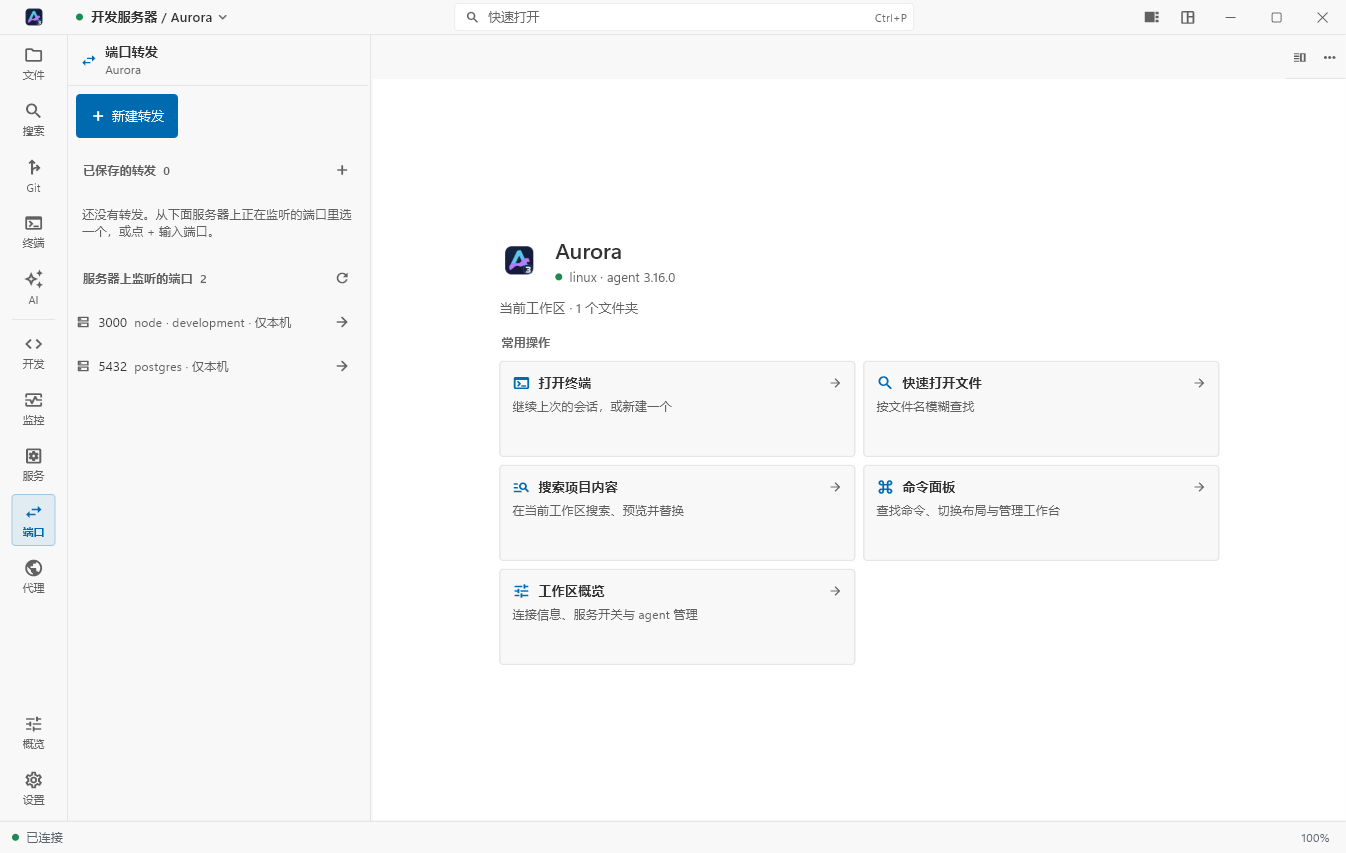 开发服务器 / Aurora
快速打开
Ctrl+P
文件
搜索
Git
终端
AI
开发
监控
服务
端口
代理
概览
设置
端口转发
Aurora
+ 新建转发
已保存的转发 0
还没有转发。从下面服务器上正在监听的端口里选
一个，或点 + 输入端口。
服务器上监听的端口 2
3000 node · development · 仅本机
5432 postgres · 仅本机
Aurora
linux · agent 3.16.0
当前工作区 · 1 个文件夹
常用操作
打开终端
继续上次的会话，或新建一个
快速打开文件
按文件名模糊查找
搜索项目内容
在当前工作区搜索、预览并替换
命令面板
查找命令、切换布局与管理工作台
工作区概览
连接信息、服务开关与 agent 管理
已连接
100%